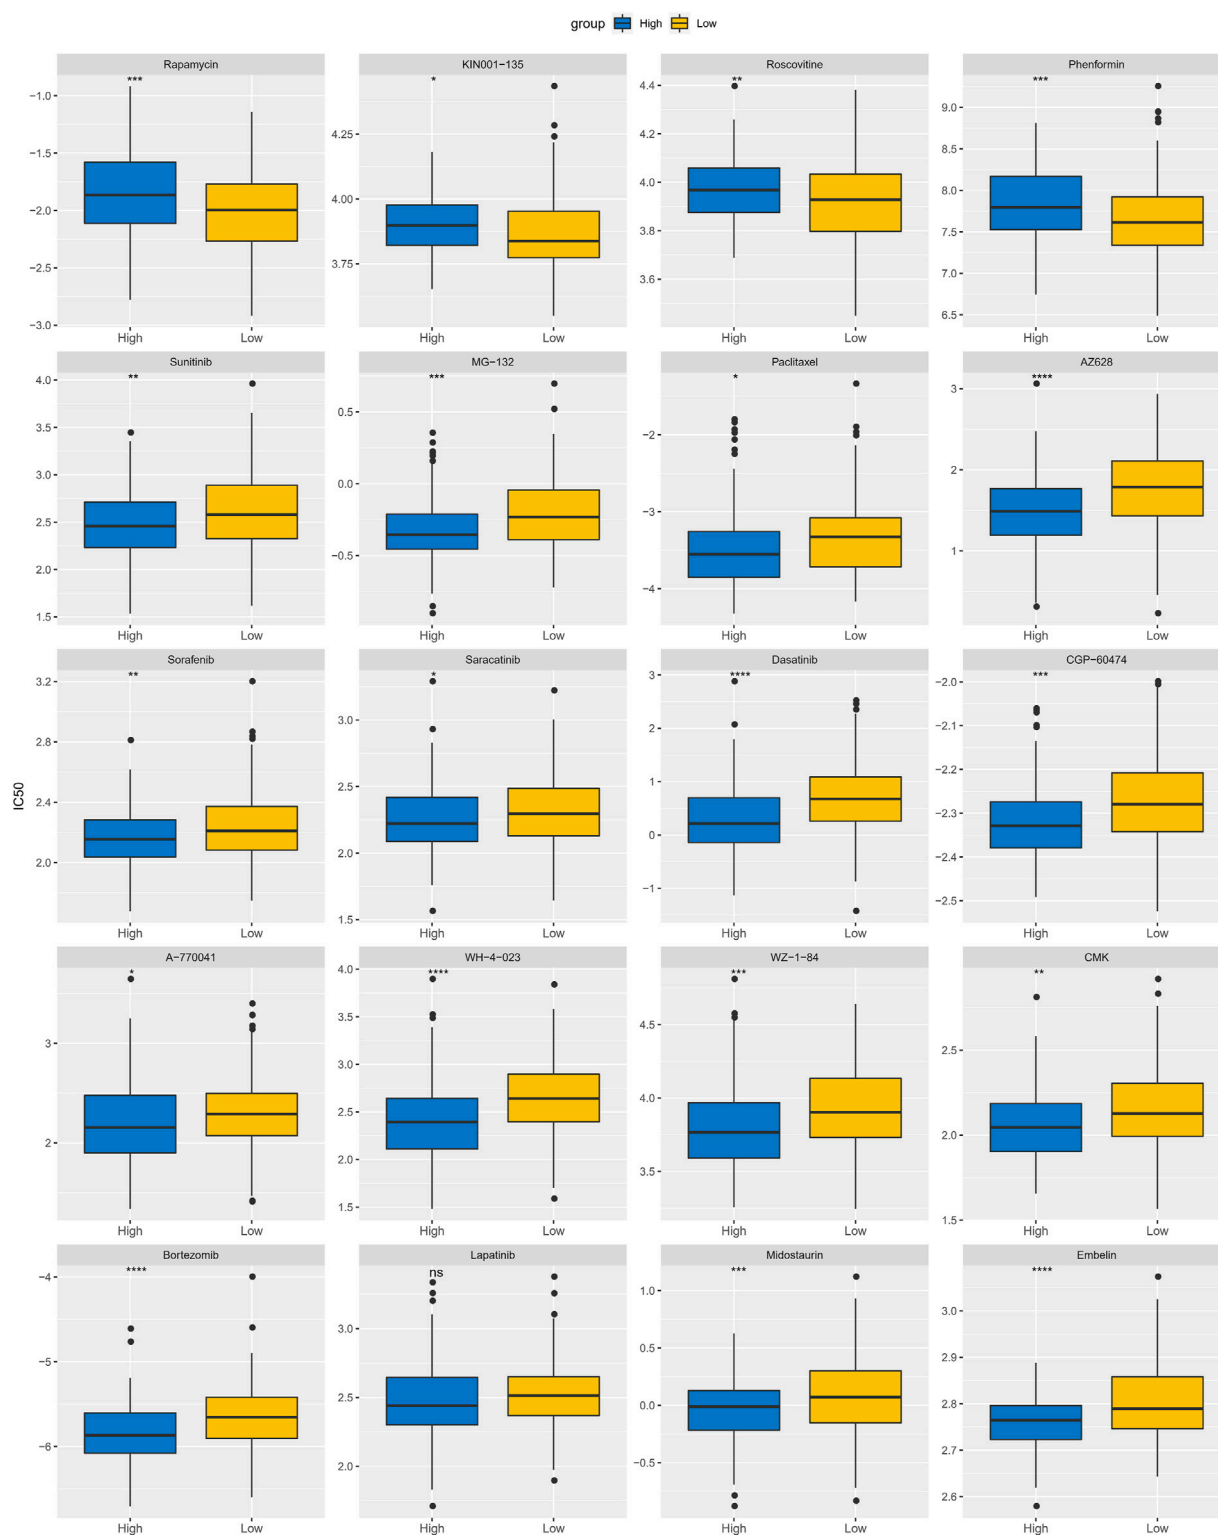 group High Low
Rapamycin KIN001−135 Roscovitine Phenformin
*** * ** ***
−1.0 −1.5 −2.0 −2.5 −3.0
4.25 4.00 3.75
4.4 4.2 4.0 3.8 3.6
9.0 8.5 8.0 7.5 7.0 6.5
High Low High Low High Low High Low
Sunitinib MG−132 Paclitaxel AZ628
** *** * ****
4.0 3.5 3.0 2.5 2.0 1.5
0.5 0.0 −0.5
−2 −3 −4
3 2 1
High Low High Low High Low High Low
IC50
Sorafenib Saracatinib Dasatinib CGP−60474
** * **** ***
3.2 2.8 2.4 2.0
3.0 2.5 2.0 1.5
3 2 1 0 −1
−2.0 −2.1 −2.2 −2.3 −2.4 −2.5
High Low High Low High Low High Low
A−770041 WH−4−023 WZ−1−84 CMK
* **** *** **
3 2
4.0 3.5 3.0 2.5 2.0 1.5
4.5 4.0 3.5
2.5 2.0 1.5
High Low High Low High Low High Low
Bortezomib Lapatinib Midostaurin Embelin
**** ns *** ****
−4 −5 −6
3.0 2.5 2.0
1.0 0.5 0.0 −0.5
3.0 2.9 2.8 2.7 2.6
High Low High Low High Low High Low